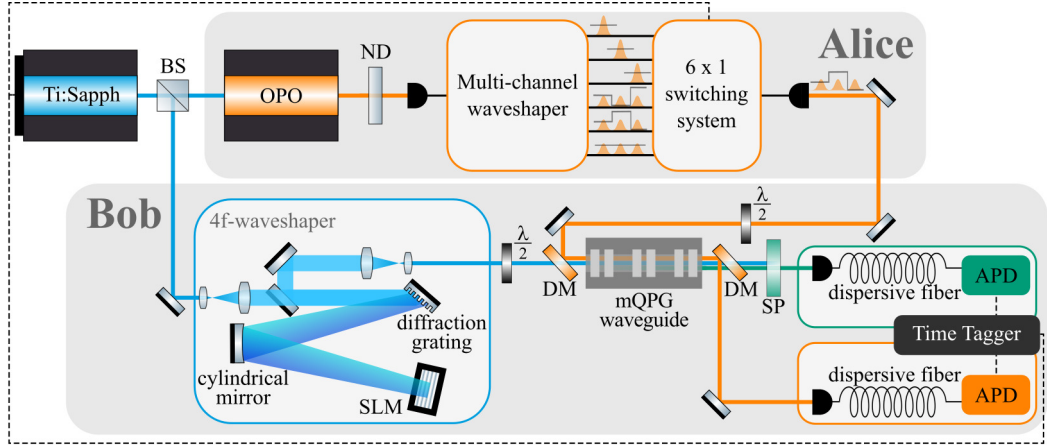 Alice
Ti:Sapph
BS
OPO
ND
Multi-channel
waveshaper
6 x 1
switching
system
Bob
4f-waveshaper
λ/2
λ/2
DM
mQPG
waveguide
DM
SP
dispersive fiber
APD
Time Tagger
dispersive fiber
APD
diffraction
grating
cylindrical
mirror
SLM